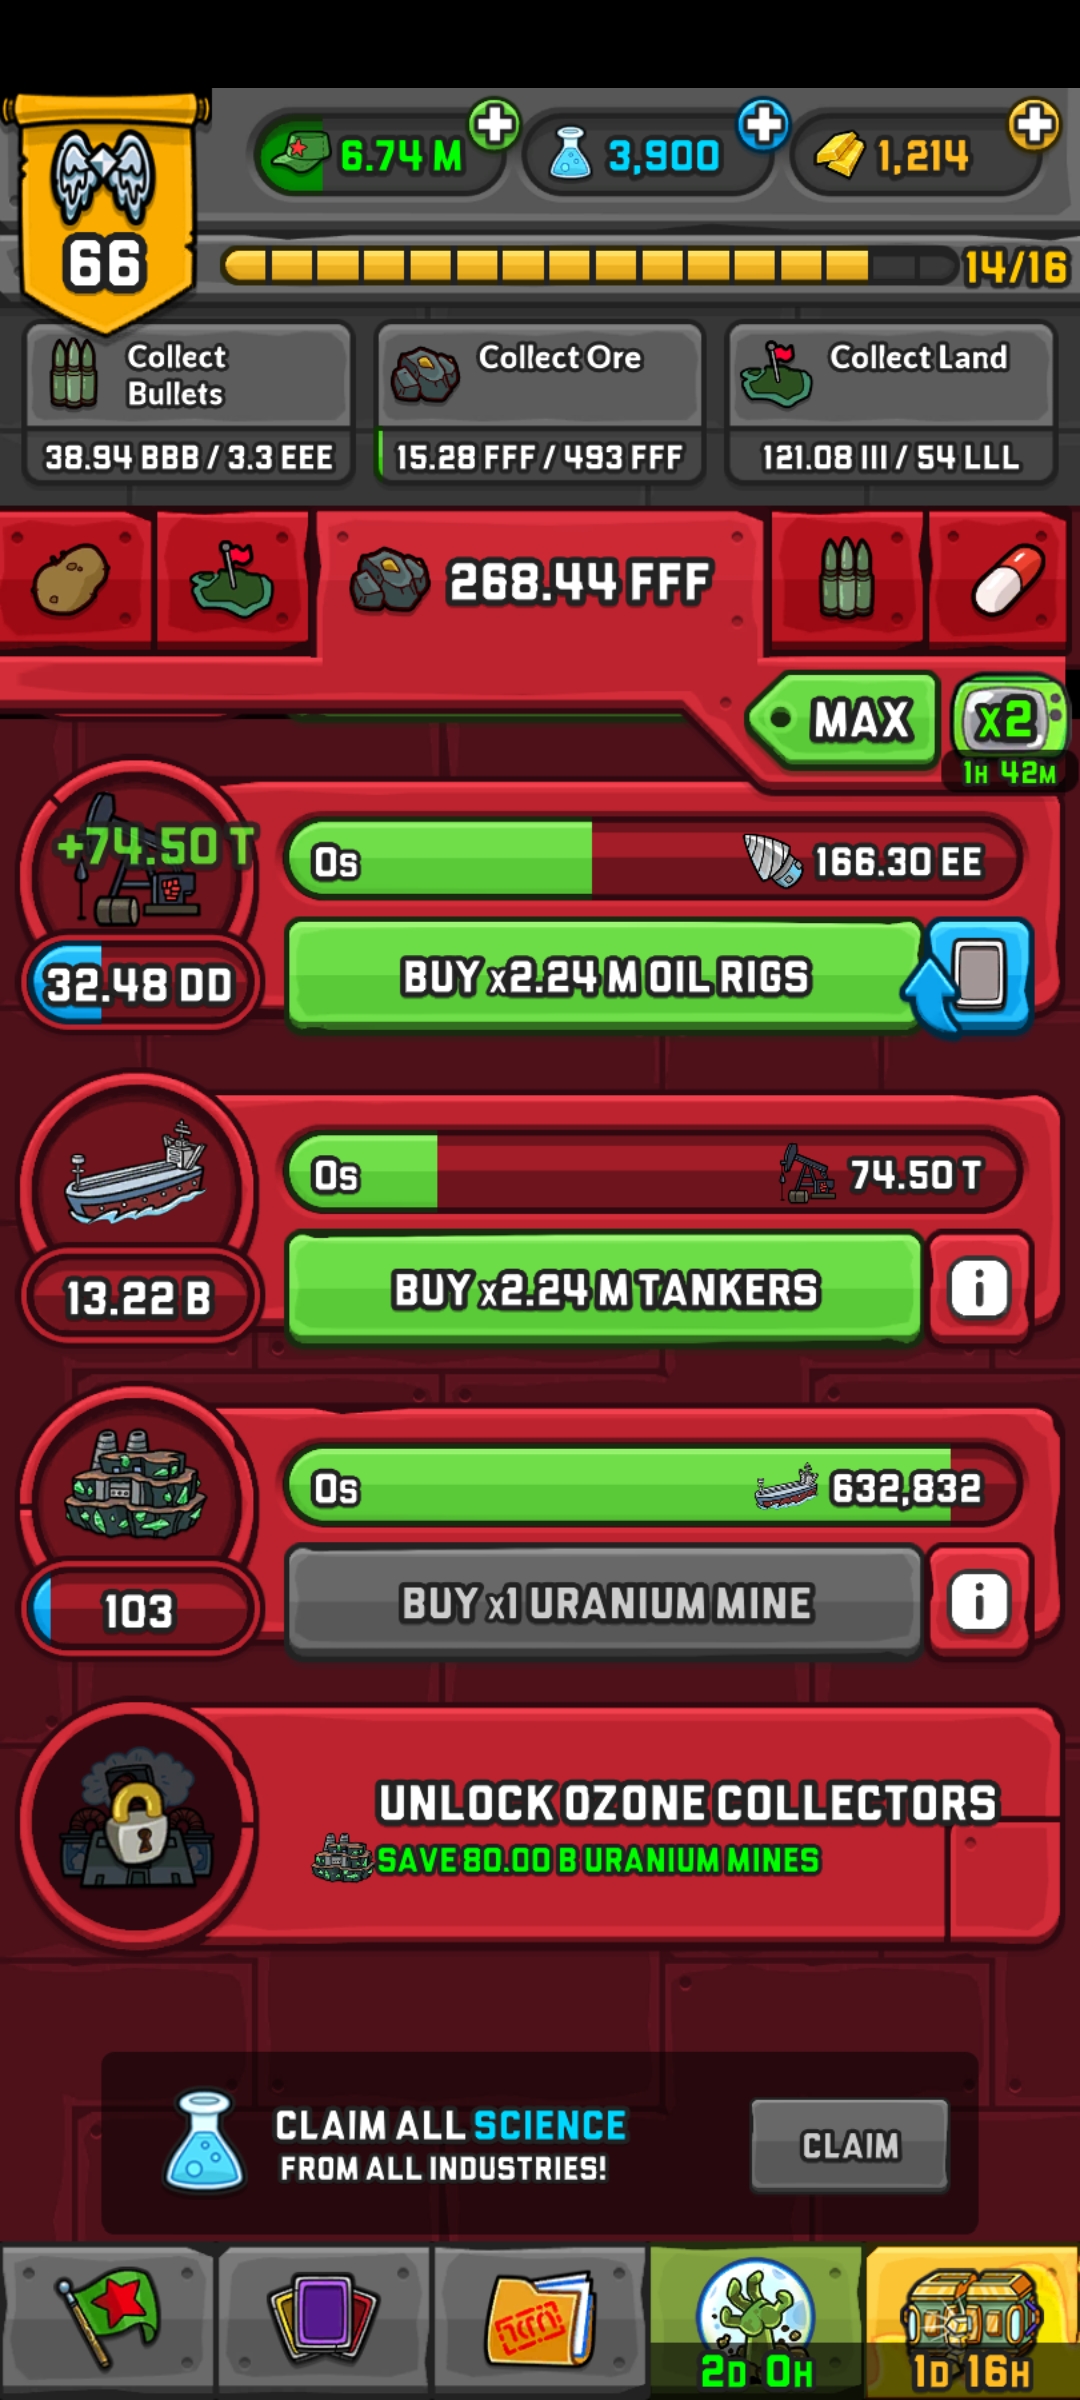 6.74 M
3,900
1,214
66
14/16
Collect
Bullets
38.94 BBB / 3.3 EEE
Collect Ore
15.28 FFF / 493 FFF
Collect Land
121.08 III / 54 LLL
268.44 FFF
MAX
x2
1H 42M
+74.50 T
0s
166.30 EE
32.48 DD
BUY x2.24 M OIL RIGS
0s
74.50 T
13.22 B
BUY x2.24 M TANKERS
i
0s
632,832
103
BUY x1 URANIUM MINE
i
UNLOCK OZONE COLLECTORS
SAVE 80.00 B URANIUM MINES
CLAIM ALL SCIENCE
FROM ALL INDUSTRIES!
CLAIM
2D 0H
1D 16H